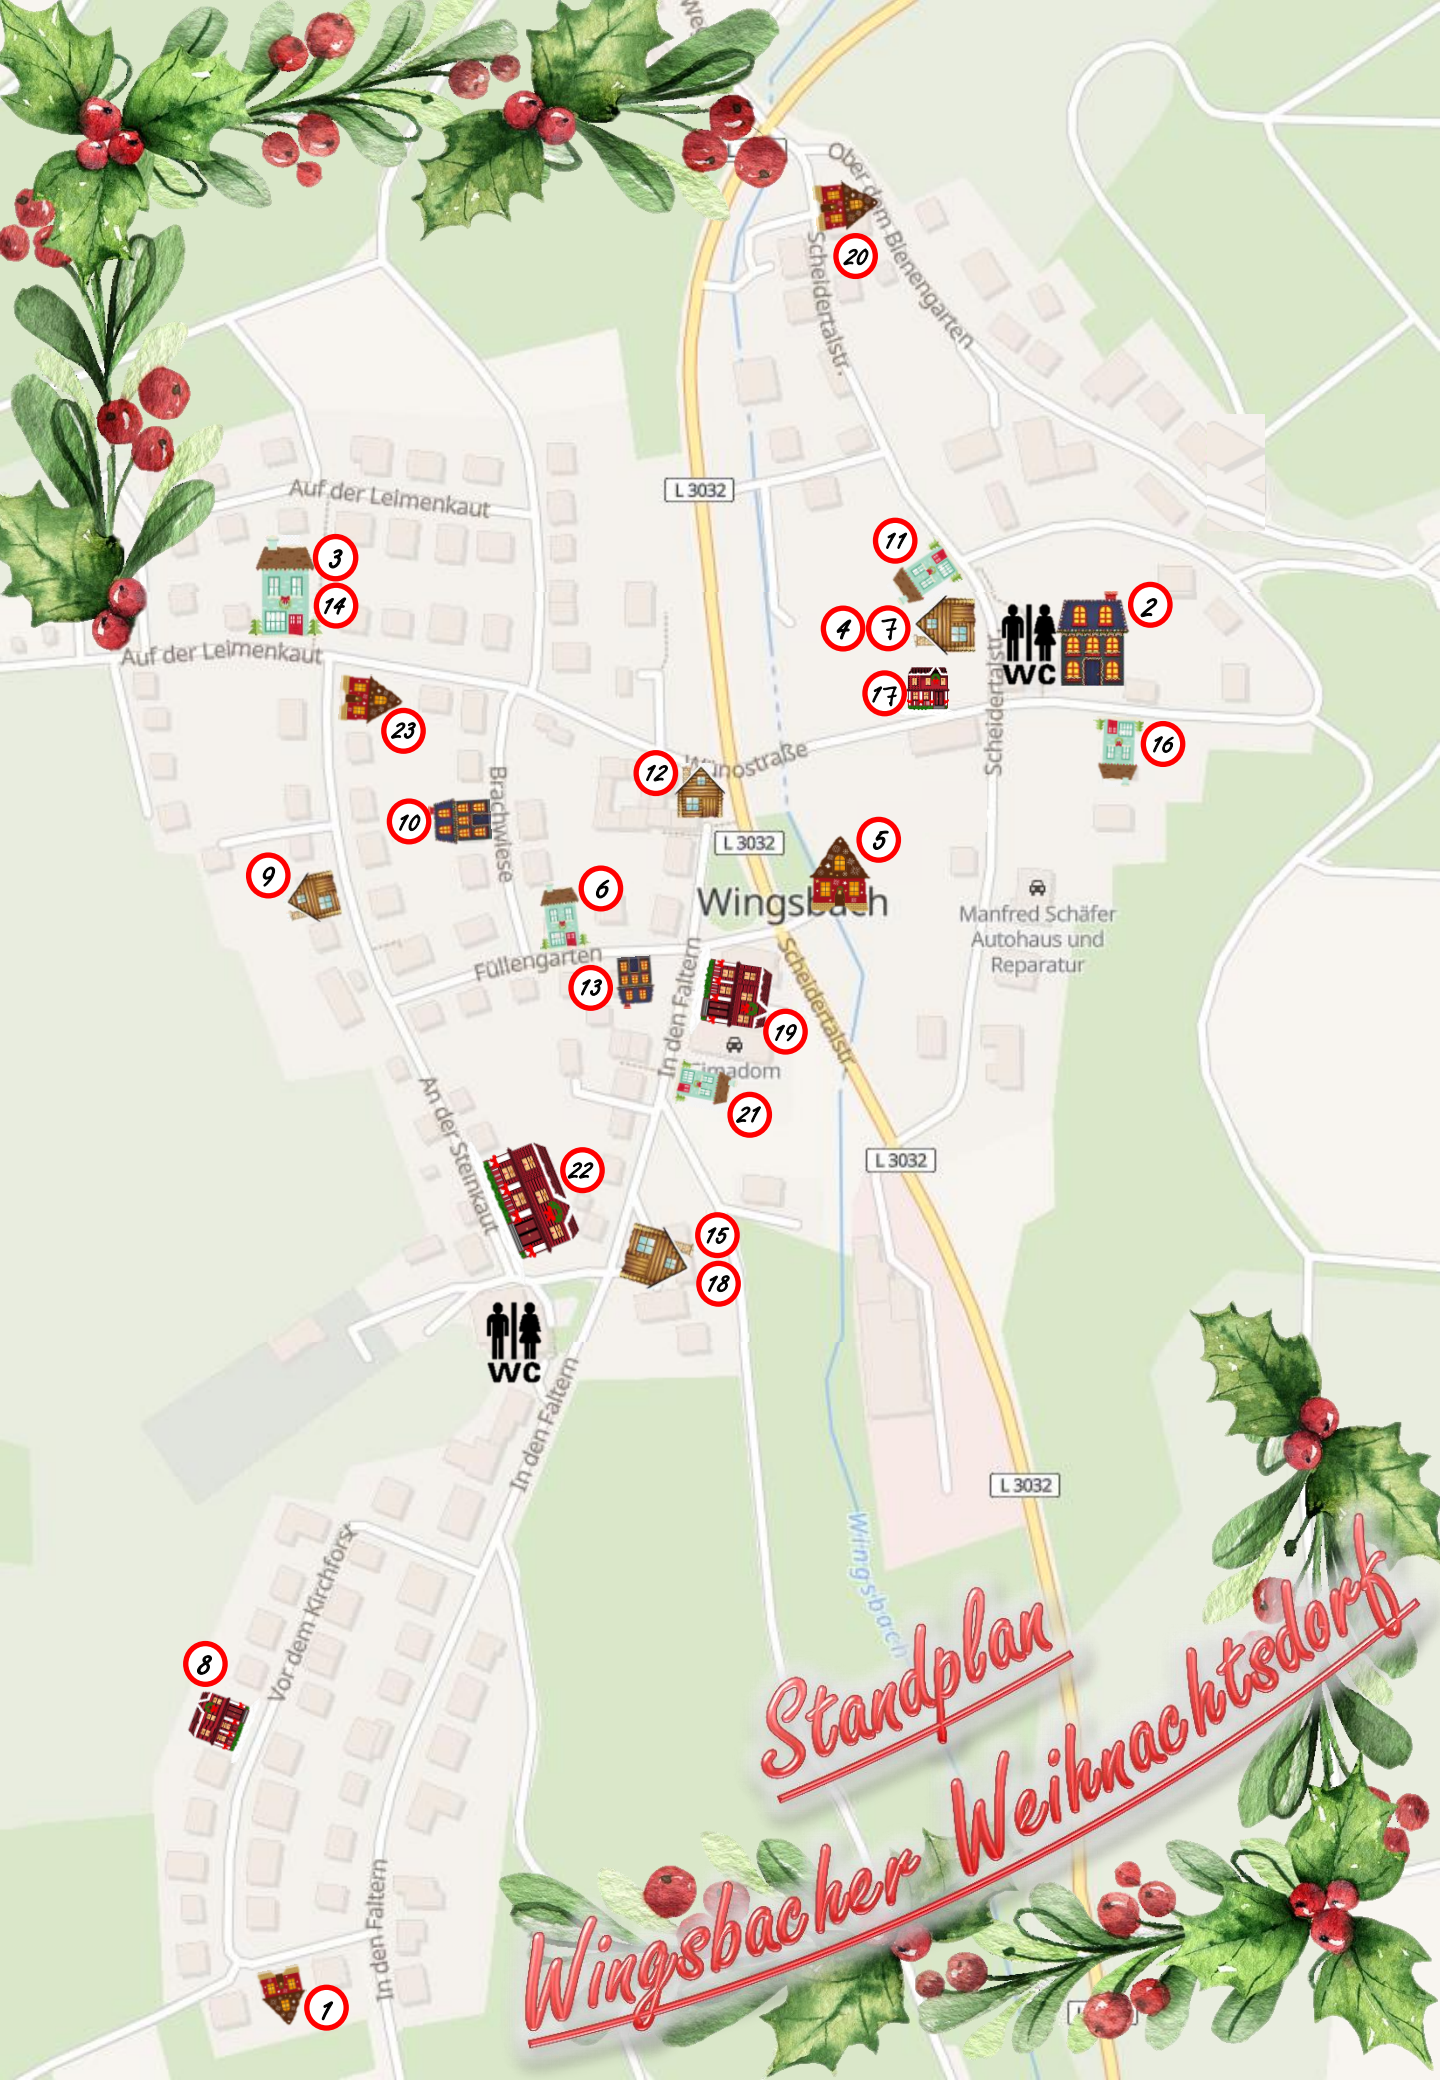 Ober dem Bienengarten
20
Scheidertalstr.
L 3032
Auf der Leimenkaut
3
14
11
4
7
2
WC
17
Scheidertalstr.
Auf der Leimenkaut
23
16
12
10
Brachwiese
L 3032
5
9
6
Wingsbach
Manfred Schäfer
Autohaus und
Reparatur
Füllengarten
13
In den Faltern
Scheidertalstr.
19
21
An der Steinkaut
22
L 3032
15
18
WC
In den Faltern
L 3032
Wingsbach
Vor dem Kirchforst
8
Standplan
Wingsbacher Weihnachtsdorf
In den Faltern
1